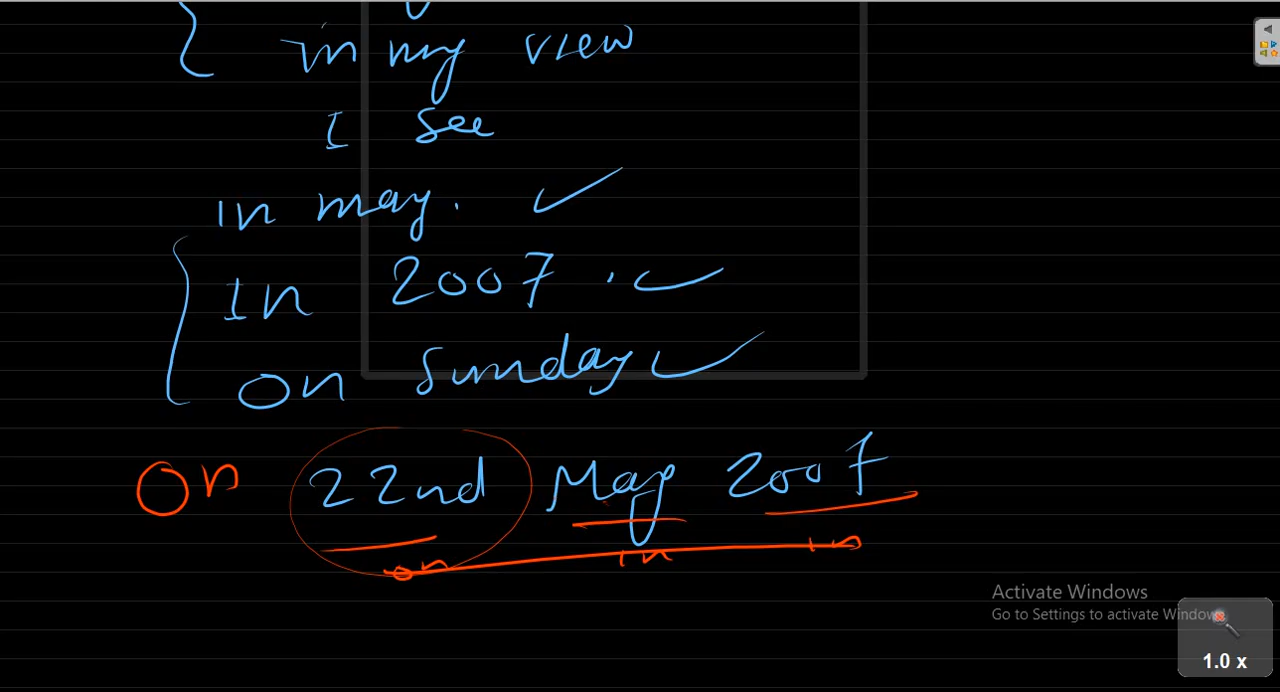 in my view
I see
in may.
In 2007.
on sunday
on 22nd May 2007
on in in
Activate Windows
Go to Settings to activate Windows
1.0 x